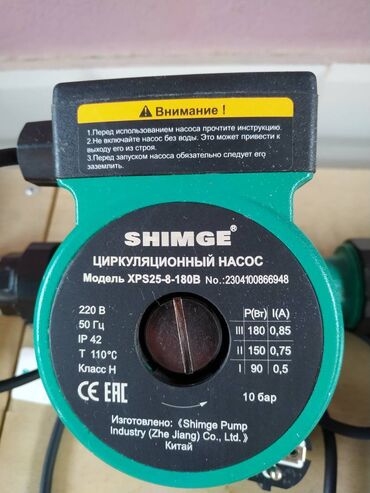 Внимание !
1.Перед использованием насоса прочтите инструкцию.
2.Не включайте насос без воды. Это может привести к
выходу его из строя.
3.Перед запуском насоса обязательно следует его
заземлить.
SHIMGE®
ЦИРКУЛЯЦИОННЫЙ НАСОС
Модель XPS25-8-180B No.:2304100866948
220 В
50 Гц
IP 42
T 110°C
Класс H
P(Вт) I(A)
III 180 0,85
II 150 0,75
I 90 0,5
CE EAC
10 бар
Изготовлено:《Shimge Pump
Industry (Zhe Jiang) Co., Ltd.》
Китай